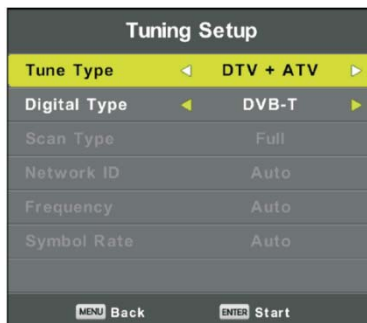 Tuning Setup
Tune Type DTV + ATV
Digital Type DVB-T
Scan Type Full
Network ID Auto
Frequency Auto
Symbol Rate Auto
MENU Back ENTER Start